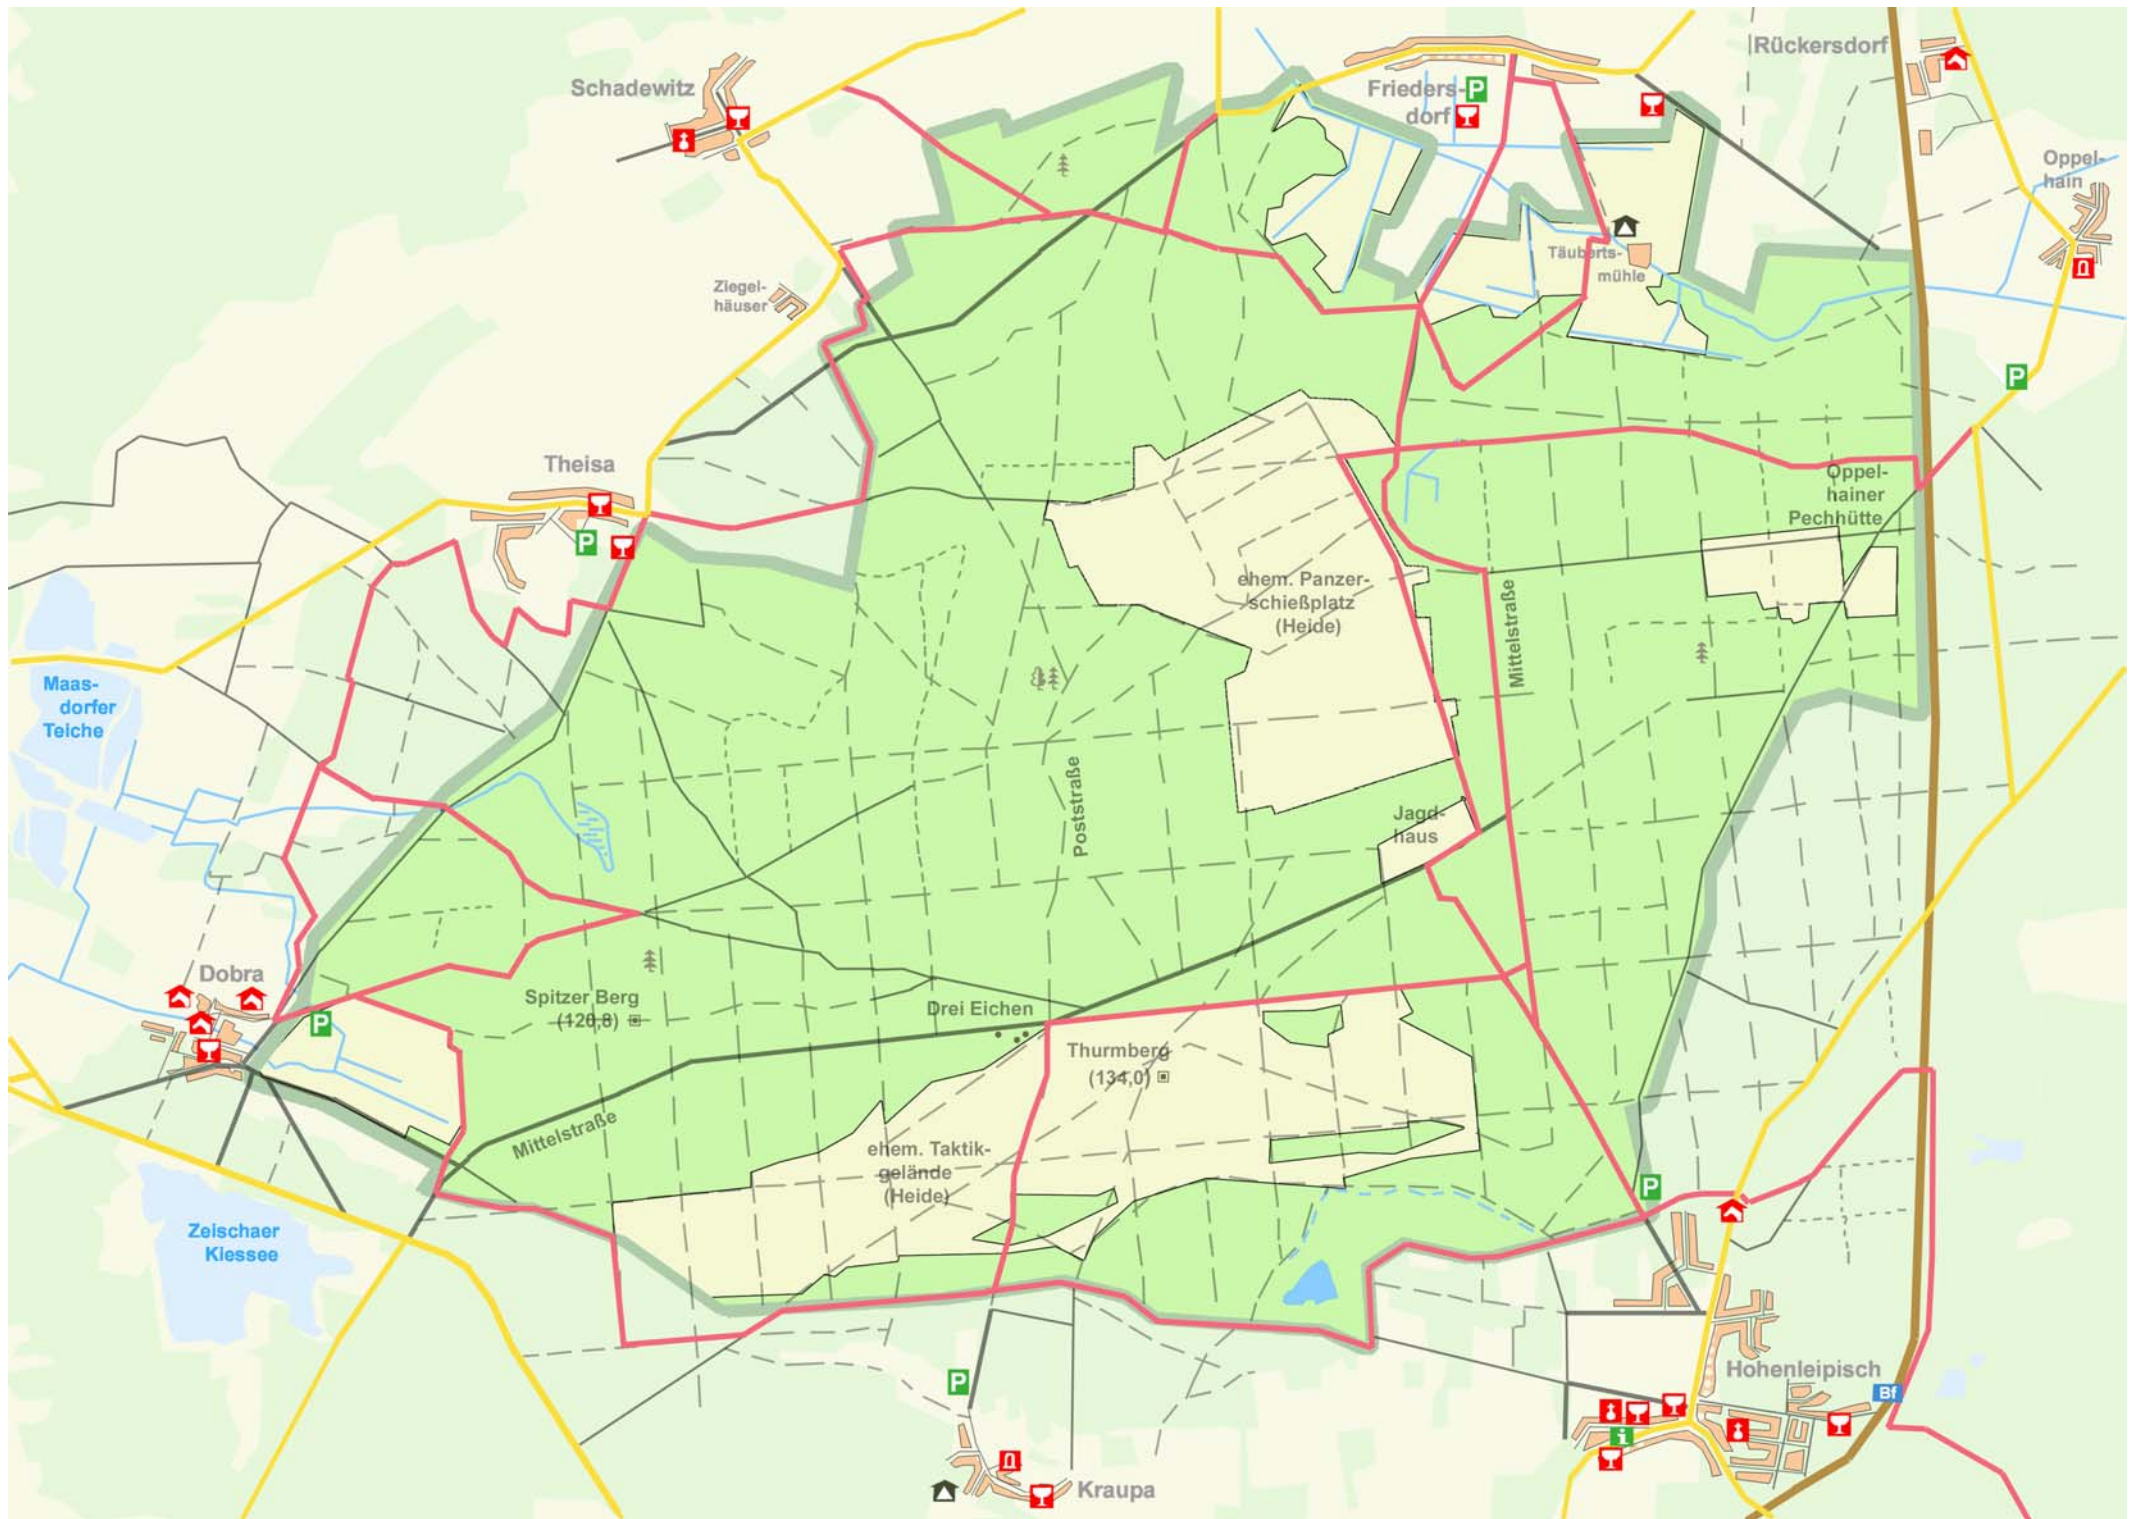 Rückersdorf
Schadewitz
Frieders-
dorf
P
Oppel-
hain
Täuberts-
mühle
Ziegel-
häuser
P
Theisa
P
Oppel-
hainer
Pechhütte
ehem. Panzer-
schießplatz
(Heide)
Mittelstraße
Maas-
dorfer
Teiche
Poststraße
Jagd-
haus
Dobra
P
Spitzer Berg
(120,8)
Drei Eichen
Thurmberg
(134,0)
Mittelstraße
ehem. Taktik-
gelände
(Heide)
P
Zeischaer
Kiessee
P
Hohenleipisch
Bf
i
Kraupa